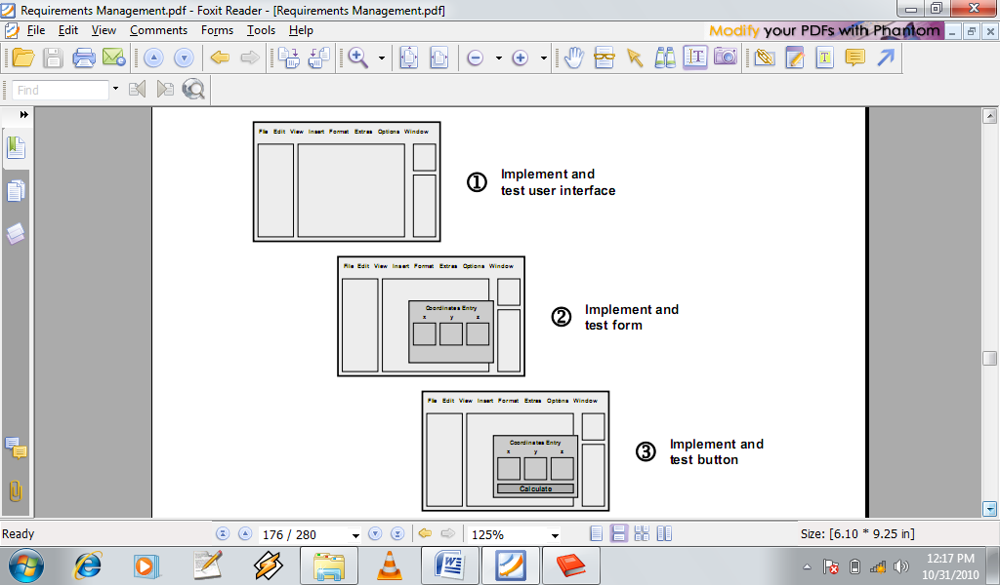 Requirements Management.pdf - Foxit Reader - [Requirements Management.pdf]
File Edit View Comments Forms Tools Help
Modify your PDFs with Phantom
Find
File Edit View Insert Format Extras Options Window
① Implement and
test user interface
File Edit View Insert Format Extras Options Window
Coordinates Entry
x y z
② Implement and
test form
File Edit View Insert Format Extras Options Window
Coordinates Entry
x y z
Calculate
③ Implement and
test button
Ready
176 / 280
125%
Size: [6.10 * 9.25 in]
12:17 PM
10/31/2010